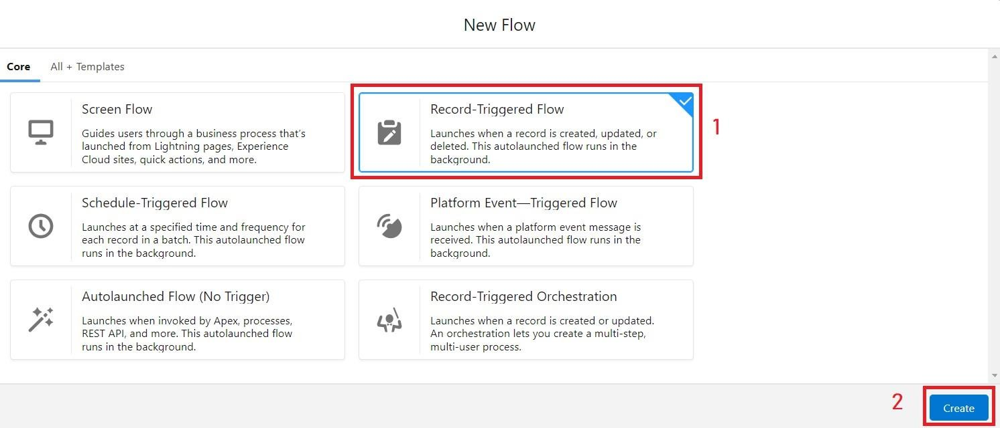 New Flow
Core
All + Templates
Screen Flow
Guides users through a business process that's
launched from Lightning pages, Experience
Cloud sites, quick actions, and more.
Record-Triggered Flow
Launches when a record is created, updated, or
deleted. This autolaunched flow runs in the
background.
1
Schedule-Triggered Flow
Launches at a specified time and frequency for
each record in a batch. This autolaunched flow
runs in the background.
Platform Event—Triggered Flow
Launches when a platform event message is
received. This autolaunched flow runs in the
background.
Autolaunched Flow (No Trigger)
Launches when invoked by Apex, processes,
REST API, and more. This autolaunched flow
runs in the background.
Record-Triggered Orchestration
Launches when a record is created or updated.
An orchestration lets you create a multi-step,
multi-user process.
2
Create